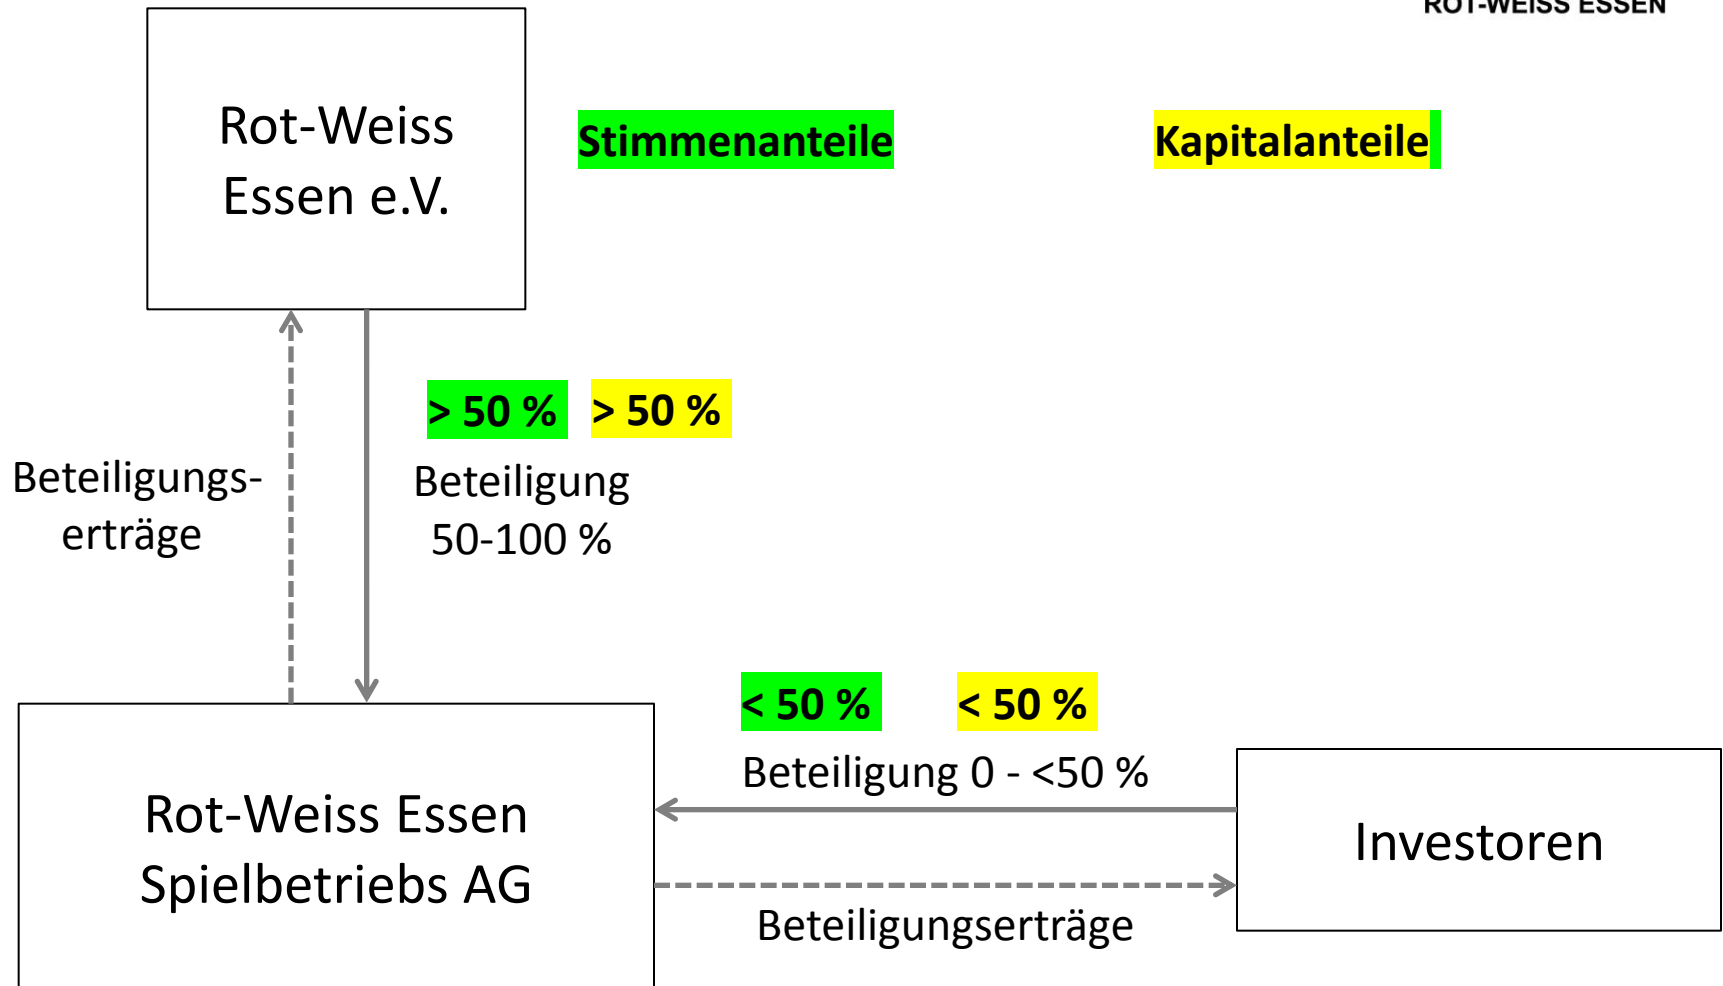 ROT-WEISS ESSEN
Rot-Weiss
Essen e.V.
Stimmenanteile
Kapitalanteile
> 50 %
> 50 %
Beteiligungs-
erträge
Beteiligung
50-100 %
< 50 %
< 50 %
Beteiligung 0 - <50 %
Rot-Weiss Essen
Spielbetriebs AG
Investoren
Beteiligungserträge